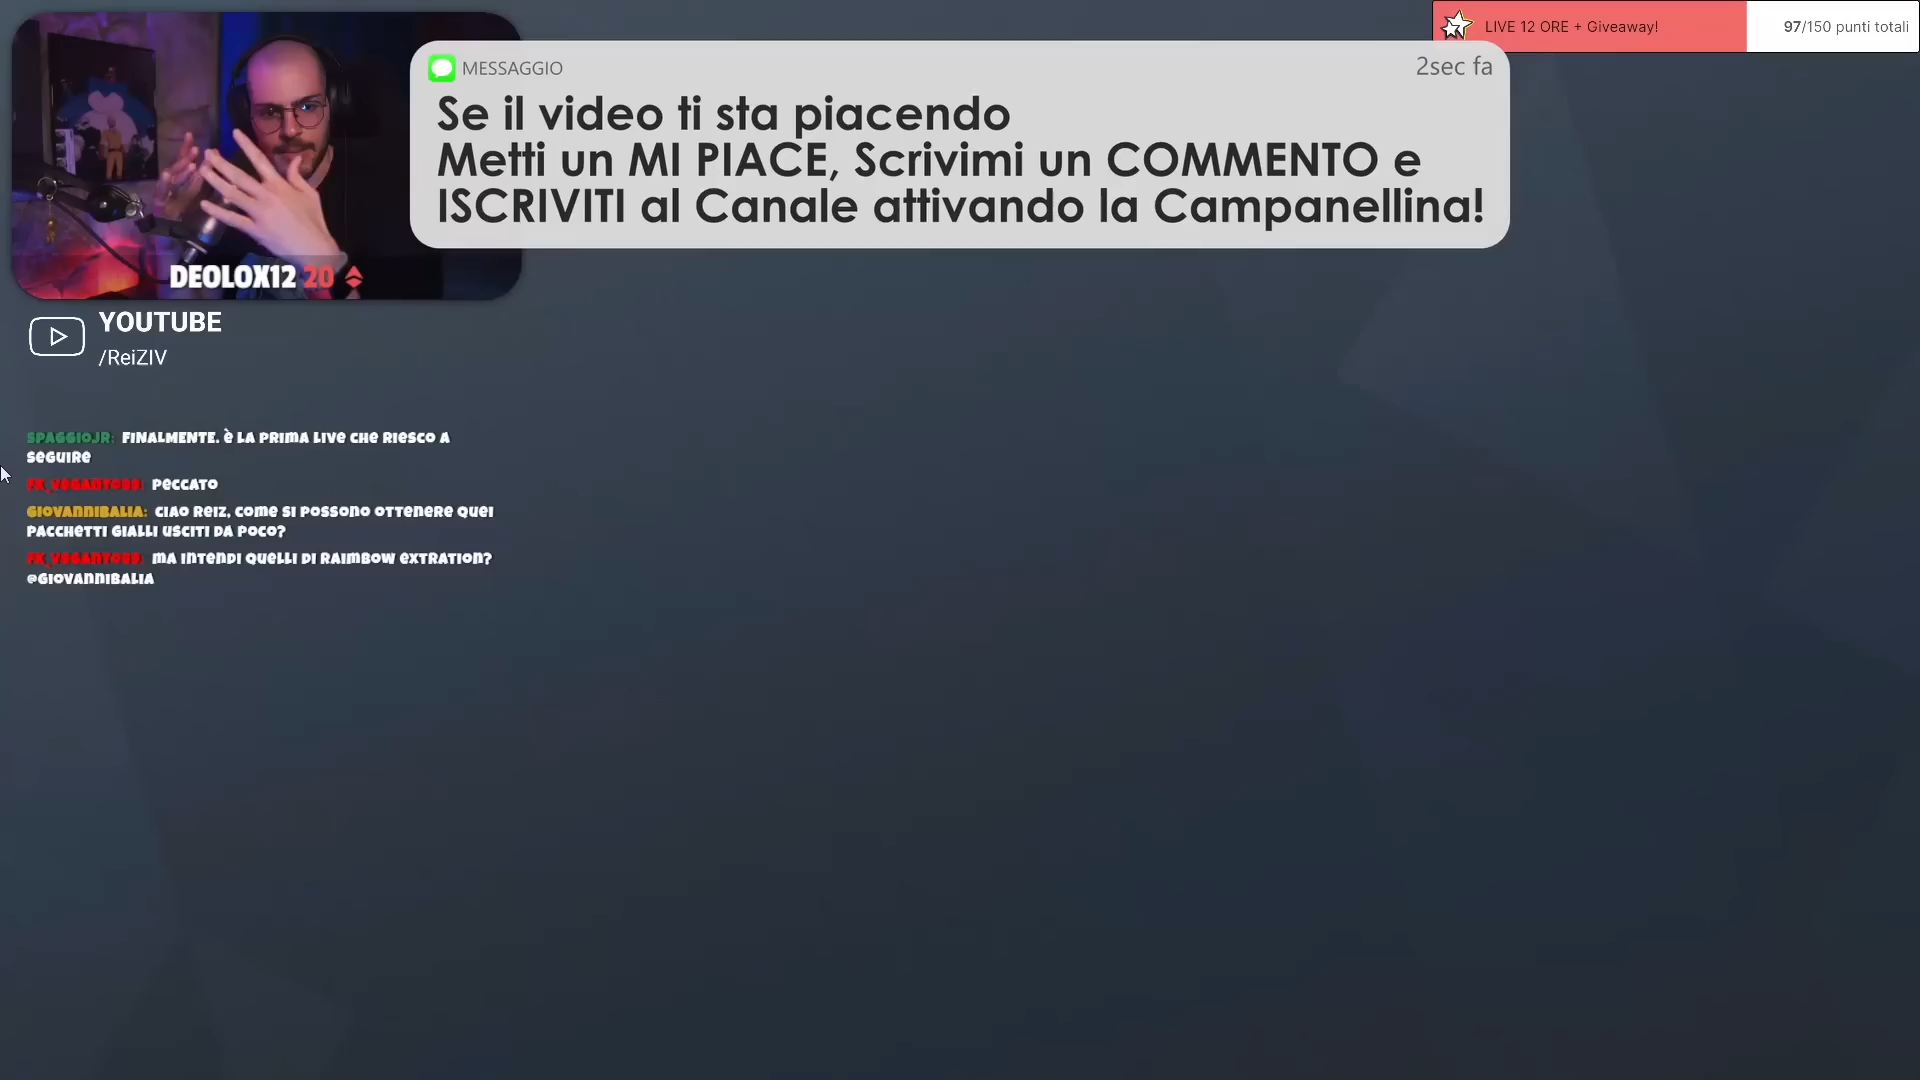 LIVE 12 ORE + Giveaway!
97/150 punti totali
MESSAGGIO
2sec fa
Se il video ti sta piacendo
Metti un MI PIACE, Scrivimi un COMMENTO e
ISCRIVITI al Canale attivando la Campanellina!
DEOLOX12 20
YOUTUBE
/ReiZIV
SPAGGIOJR: FINALMENTE. È LA PRIMA LIVE CHE RIESCO A
SEGUIRE
PECCATO
GIOVANNIBALIA: CIAO REIZ, COME SI POSSONO OTTENERE QUEI
PACCHETTI GIALLI USCITI DA POCO?
MA INTENDI QUELLI DI RAIMBOW EXTRATION?
@GIOVANNIBALIA